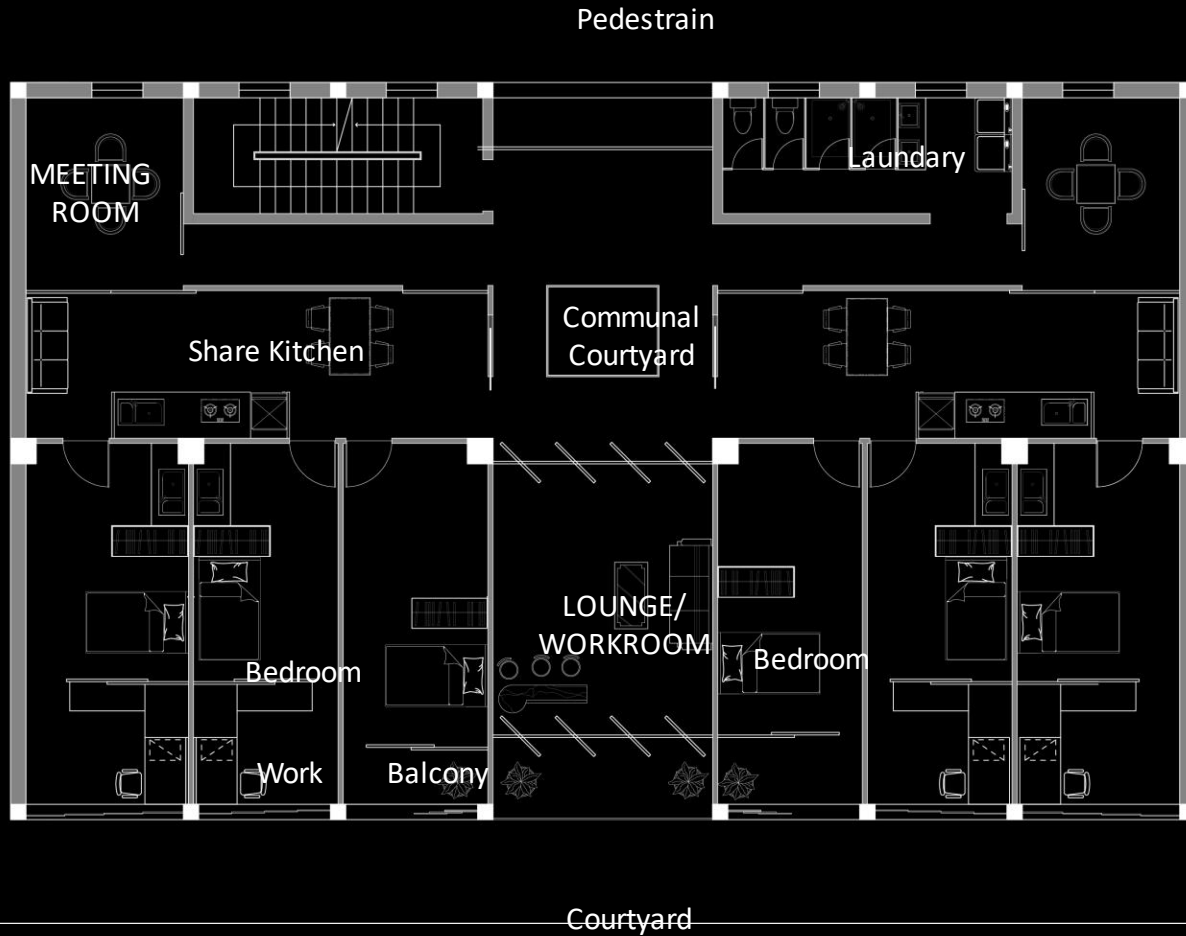 Pedestrain
MEETING
ROOM
Laundary
Communal
Courtyard
Share Kitchen
LOUNGE/
WORKROOM
Bedroom
Bedroom
Work
Balcony
Courtyard